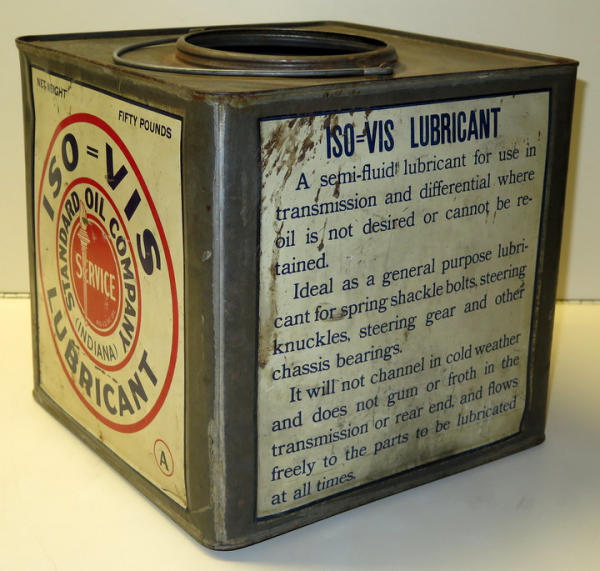 NET WEIGHT
FIFTY POUNDS
ISO=VIS
STANDARD OIL COMPANY
SERVICE
(INDIANA)
LUBRICANT
A
ISO=VIS LUBRICANT
A semi-fluid lubricant for use in
transmission and differential where
oil is not desired or cannot be re-
tained.
Ideal as a general purpose lubri-
cant for spring shackle bolts, steering
knuckles, steering gear and other
chassis bearings.
It will not channel in cold weather
and does not gum or froth in the
transmission or rear end, and flows
freely to the parts to be lubricated
at all times.